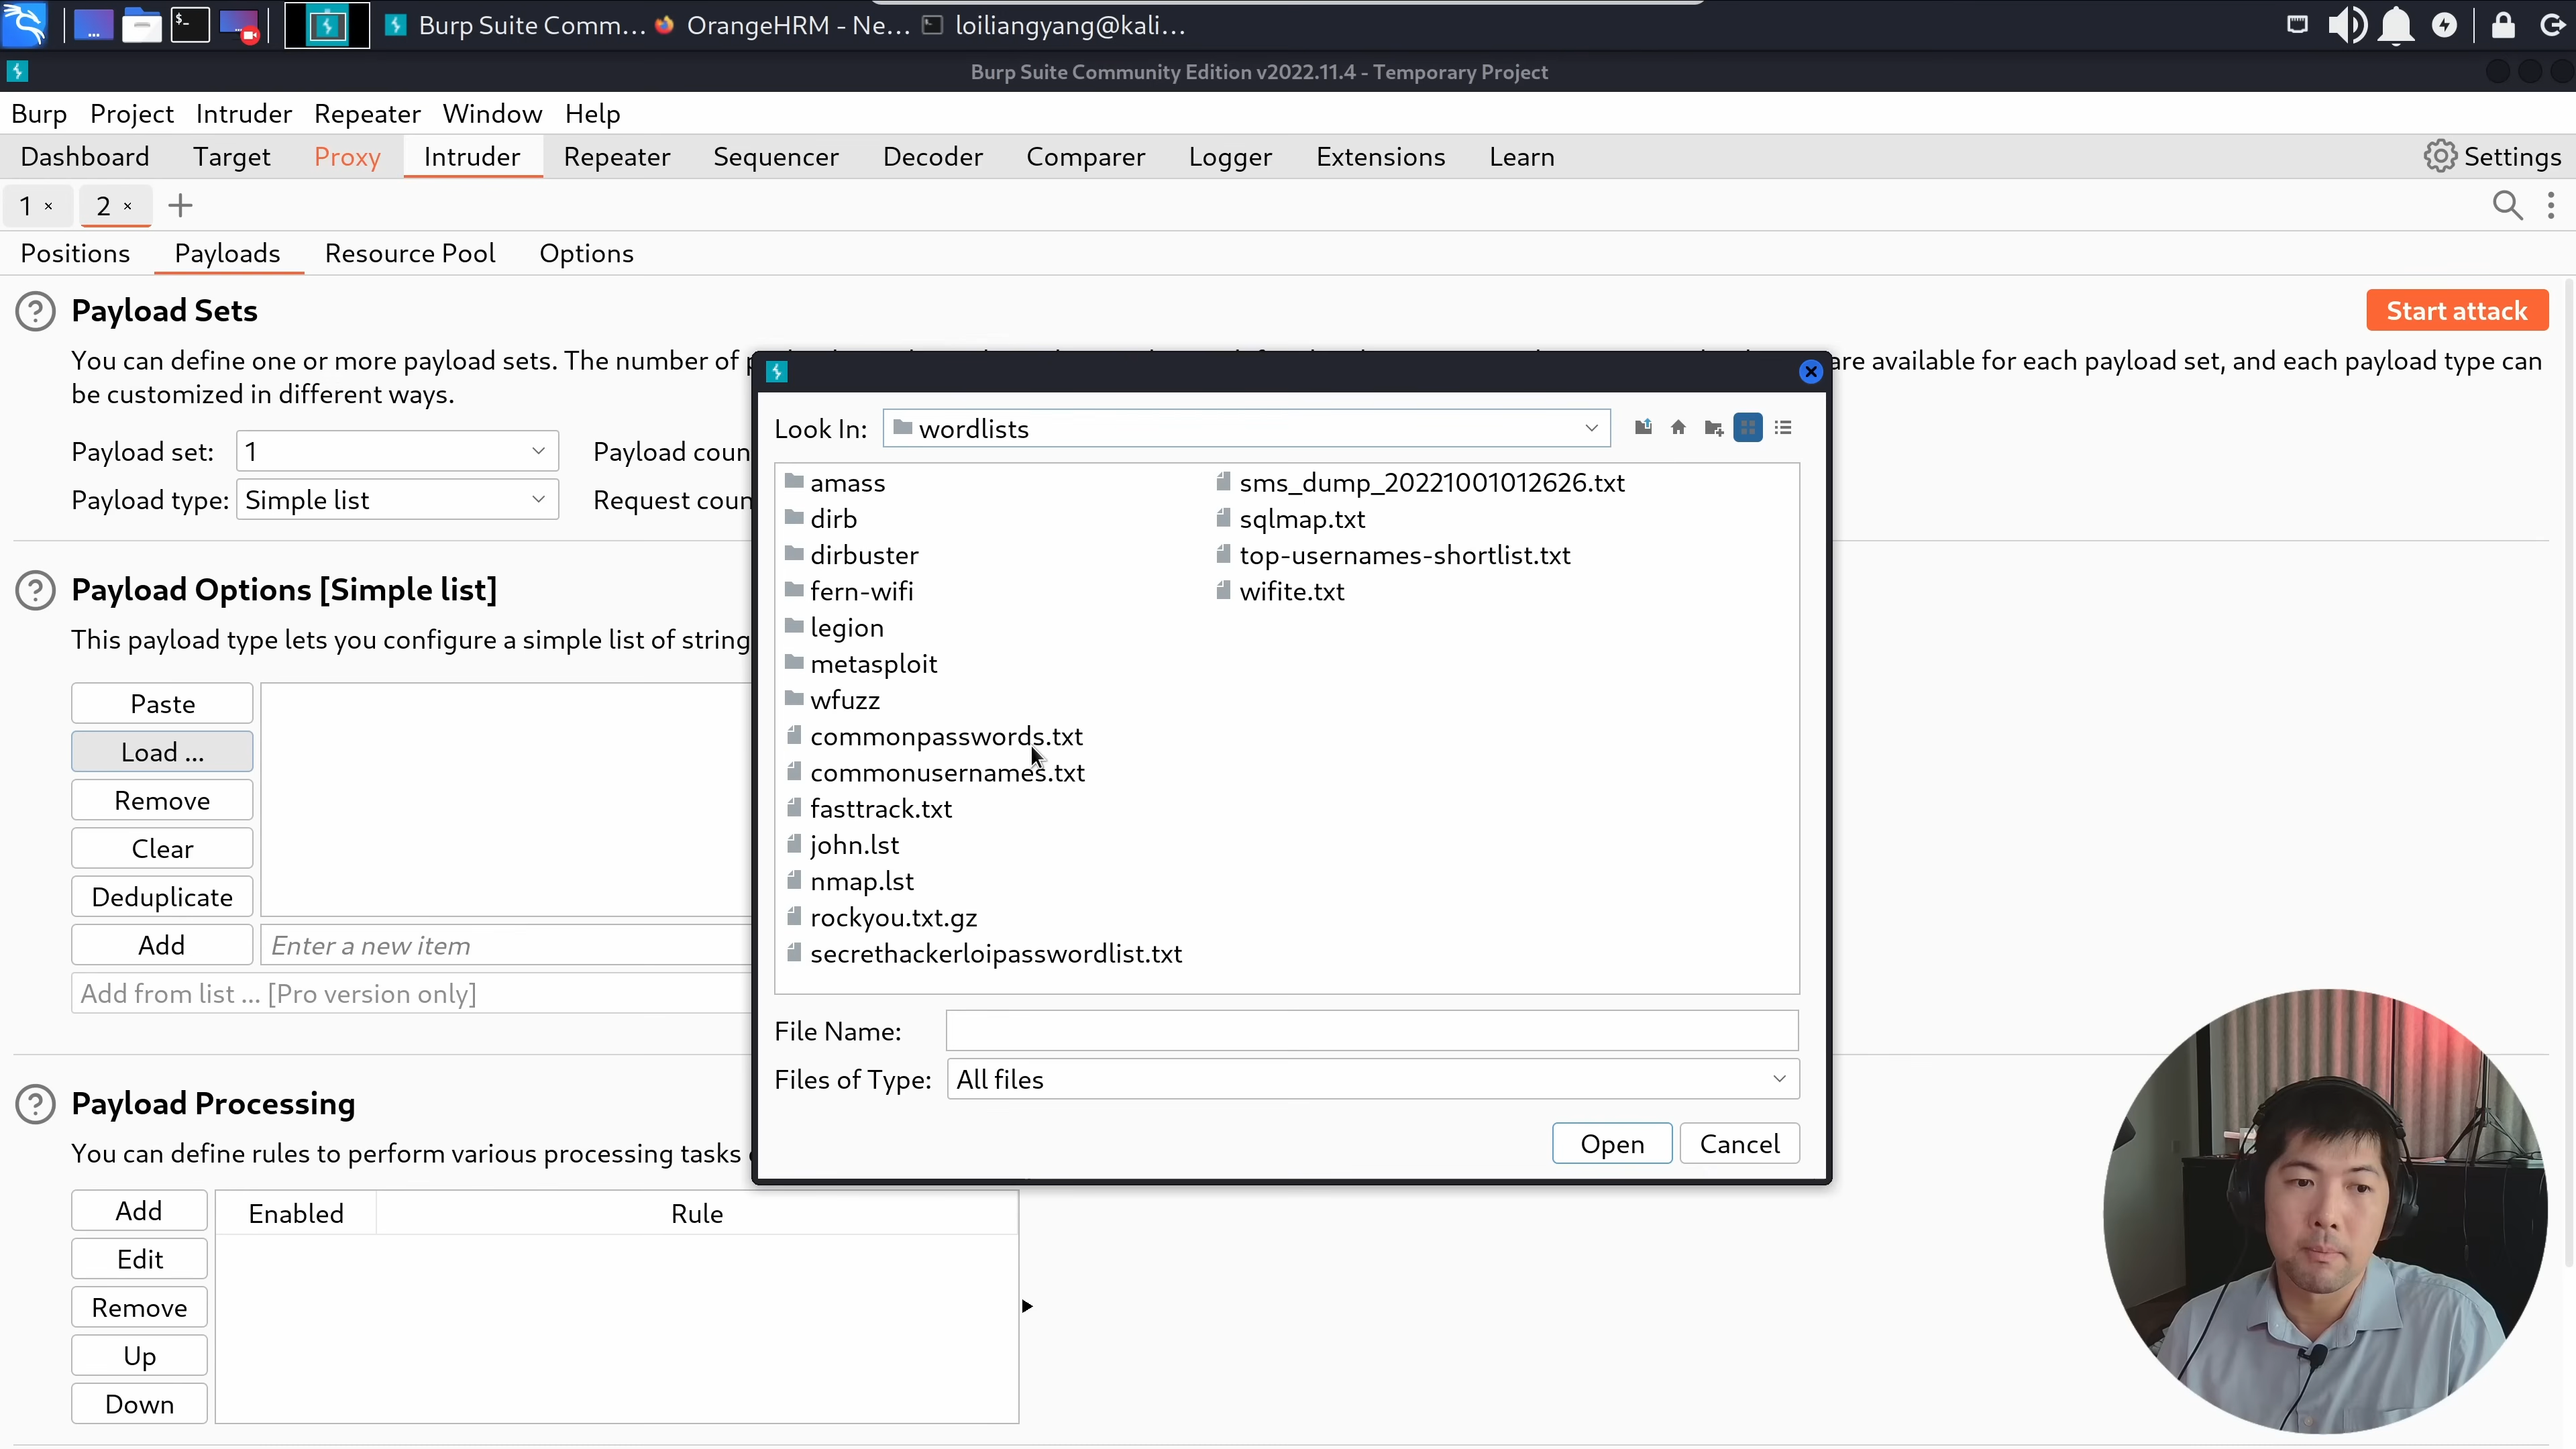 Burp Suite Comm...
OrangeHRM - Ne...
loiliangyang@kali...
Burp Suite Community Edition v2022.11.4 - Temporary Project
Burp Project Intruder Repeater Window Help
Dashboard Target Proxy Intruder Repeater Sequencer Decoder Comparer Logger Extensions Learn Settings
1 × 2 × +
Positions Payloads Resource Pool Options
Payload Sets
Start attack
You can define one or more payload sets. The number of
are available for each payload set, and each payload type can
be customized in different ways.
Payload set: 1 Payload coun
Payload type: Simple list Request coun
Payload Options [Simple list]
This payload type lets you configure a simple list of string
Paste
Load ...
Remove
Clear
Deduplicate
Add Enter a new item
Add from list ... [Pro version only]
Payload Processing
You can define rules to perform various processing tasks
Add
Edit
Remove
Up
Down
Enabled Rule
Look In: wordlists
amass
dirb
dirbuster
fern-wifi
legion
metasploit
wfuzz
commonpasswords.txt
commonusernames.txt
fasttrack.txt
john.lst
nmap.lst
rockyou.txt.gz
secrethackerloipasswordlist.txt
sms_dump_20221001012626.txt
sqlmap.txt
top-usernames-shortlist.txt
wifite.txt
File Name:
Files of Type: All files
Open Cancel